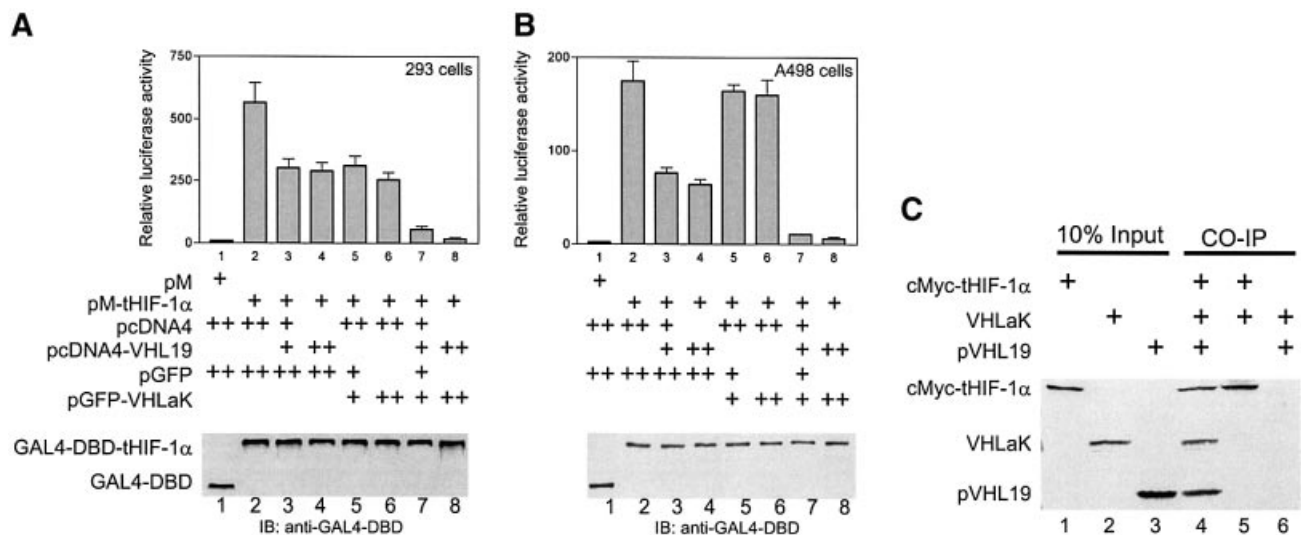 A
750
500
250
0
Relative luciferase activity
293 cells
1 2 3 4 5 6 7 8
pM +
pM-tHIF-1α + + + + + + +
pcDNA4 ++ ++ + ++ ++ +
pcDNA4-VHL19 + ++ + ++
pGFP ++ ++ ++ ++ + +
pGFP-VHLaK + ++ + ++
GAL4-DBD-tHIF-1α
GAL4-DBD
1 2 3 4 5 6 7 8
IB: anti-GAL4-DBD
B
200
100
0
Relative luciferase activity
A498 cells
1 2 3 4 5 6 7 8
+
+ + + + + + +
++ ++ + ++ ++ +
+ ++ + ++
++ ++ ++ ++ + +
+ ++ + ++
1 2 3 4 5 6 7 8
IB: anti-GAL4-DBD
C
10% Input CO-IP
cMyc-tHIF-1α + + +
VHLaK + + + +
pVHL19 + + +
cMyc-tHIF-1α
VHLaK
pVHL19
1 2 3 4 5 6